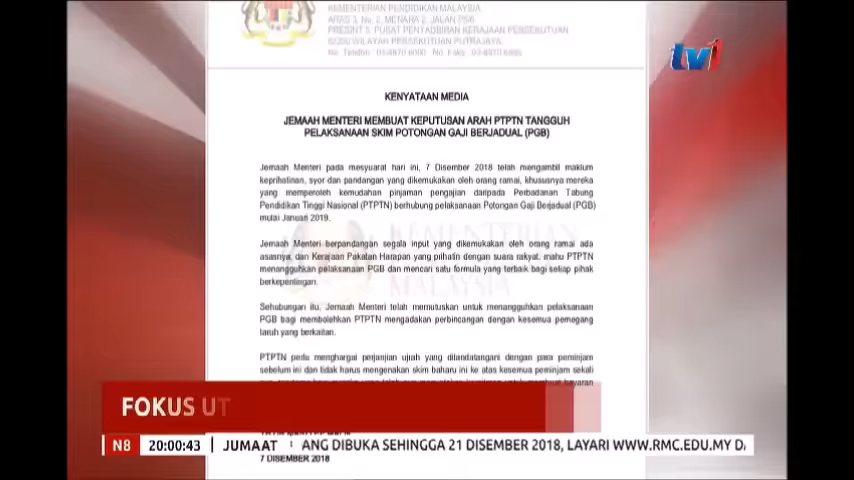 KEMENTERIAN PENDIDIKAN MALAYSIA
ARAS 3, No. 2, MENARA 2, JALAN P5/6
PRESINT 5, PUSAT PENTADBIRAN KERAJAAN PERSEKUTUAN
62200 WILAYAH PERSEKUTUAN PUTRAJAYA
tv1
KENYATAAN MEDIA
JEMAAH MENTERI MEMBUAT KEPUTUSAN ARAH PTPTN TANGGUH
PELAKSANAAN SKIM POTONGAN GAJI BERJADUAL (PGB)
Jemaah Menteri pada mesyuarat hari ini, 7 Disember 2018 telah mengambil maklum
keprihatinan, syor dan pandangan yang dikemukakan oleh orang ramai, khususnya mereka
yang memperoleh kemudahan pinjaman pengajian daripada Perbadanan Tabung
Pendidikan Tinggi Nasional (PTPTN) berhubung pelaksanaan Potongan Gaji Berjadual (PGB)
mulai Januari 2019.
Jemaah Menteri berpandangan segala input yang dikemukakan oleh orang ramai ada
asasnya, dan Kerajaan Pakatan Harapan yang prihatin dengan suara rakyat, mahu PTPTN
menangguhkan pelaksanaan PGB dan mencari satu formula yang terbaik bagi setiap pihak
berkepentingan.
Sehubungan itu, Jemaah Menteri telah memutuskan untuk menangguhkan pelaksanaan
PGB bagi membolehkan PTPTN mengadakan perbincangan dengan kesemua pemegang
taruh yang berkaitan.
PTPTN perlu menghargai perjanjian ujrah yang ditandatangani dengan para peminjam
sebelum ini dan tidak harus mengenakan skim baharu ini ke atas kesemua peminjam sekali
FOKUS UT
N8 20:00:43 JUMAAT : ANG DIBUKA SEHINGGA 21 DISEMBER 2018, LAYARI WWW.RMC.EDU.MY DA
7 DISEMBER 2018